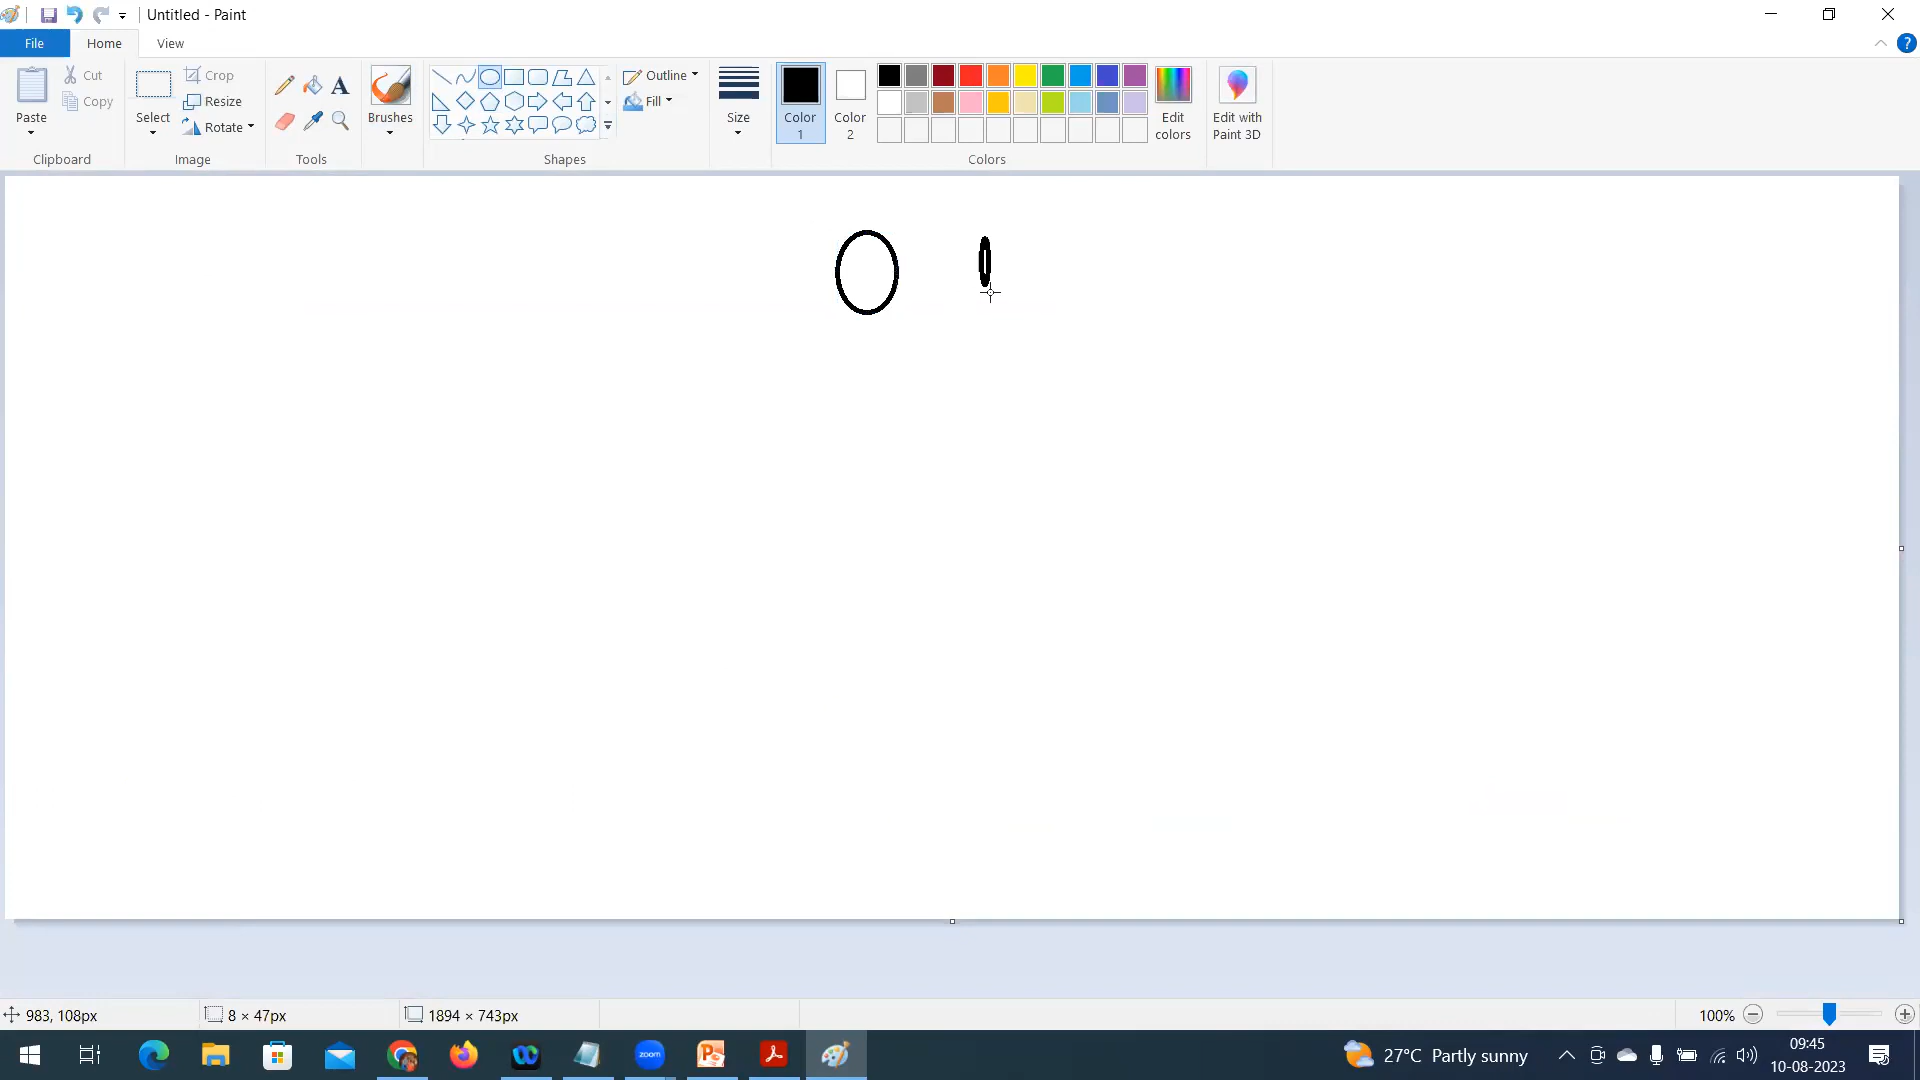 Untitled - Paint
File Home View
Paste
Cut
Copy
Clipboard
Select
Crop
Resize
Rotate
Image
A
Tools
Brushes
Outline
Fill
Shapes
Size
Color
1
Color
2
Edit
colors
Colors
Edit with
Paint 3D
983, 108px 8 × 47px 1894 × 743px 100%
zoom
27°C Partly sunny
09:45
10-08-2023